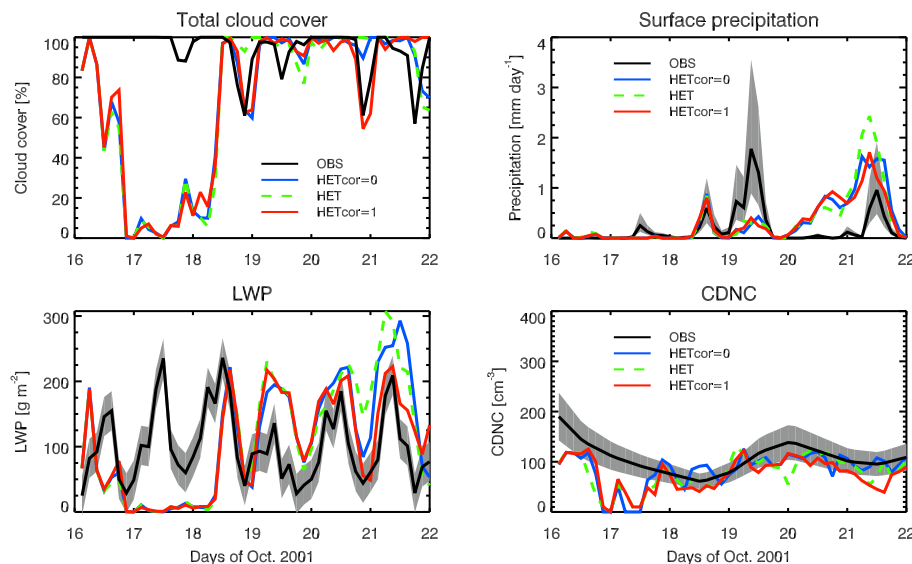 Total cloud cover
Cloud cover [%]
100
80
60
40
20
0
OBS
HETcor=0
HET
HETcor=1
16 17 18 19 20 21 22
Surface precipitation
Precipitation [mm day⁻¹]
4
3
2
1
0
OBS
HETcor=0
HET
HETcor=1
16 17 18 19 20 21 22
LWP
LWP [g m⁻²]
300
200
100
0
16 17 18 19 20 21 22
Days of Oct. 2001
CDNC
CDNC [cm⁻³]
400
300
200
100
0
OBS
HETcor=0
HET
HETcor=1
16 17 18 19 20 21 22
Days of Oct. 2001